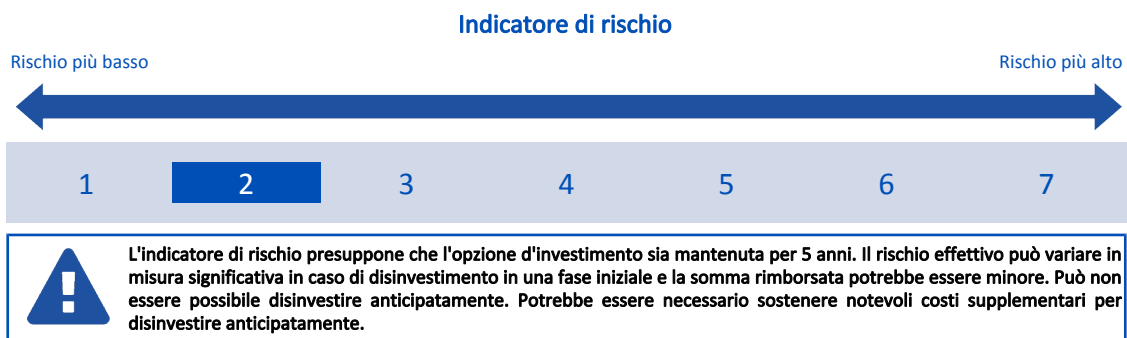 Indicatore di rischio
Rischio più basso
Rischio più alto
1 2 3 4 5 6 7
L'indicatore di rischio presuppone che l'opzione d'investimento sia mantenuta per 5 anni. Il rischio effettivo può variare in
misura significativa in caso di disinvestimento in una fase iniziale e la somma rimborsata potrebbe essere minore. Può non
essere possibile disinvestire anticipatamente. Potrebbe essere necessario sostenere notevoli costi supplementari per
disinvestire anticipatamente.